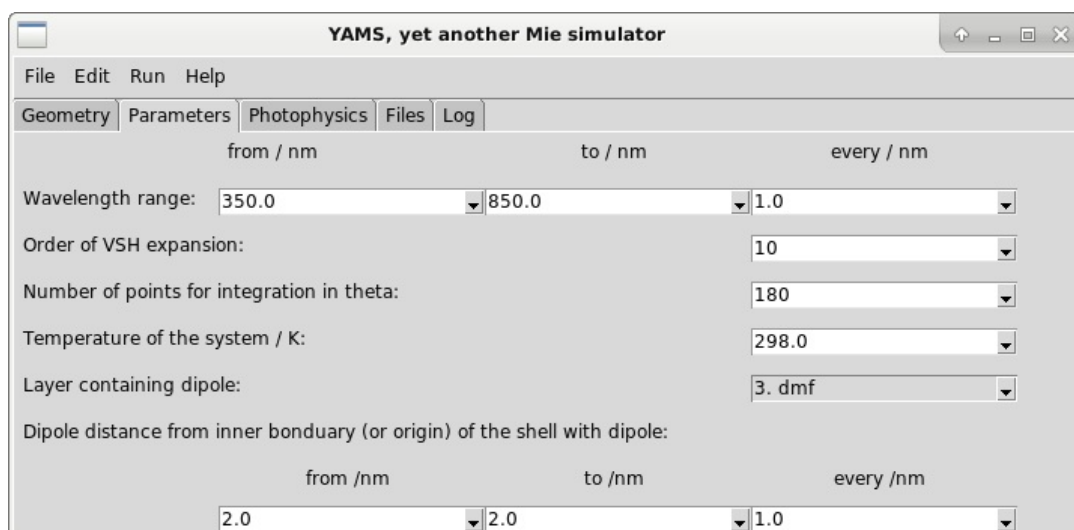 YAMS, yet another Mie simulator
File Edit Run Help
Geometry Parameters Photophysics Files Log
from / nm to / nm every / nm
Wavelength range: 350.0 850.0 1.0
Order of VSH expansion: 10
Number of points for integration in theta: 180
Temperature of the system / K: 298.0
Layer containing dipole: 3. dmf
Dipole distance from inner bonduary (or origin) of the shell with dipole:
from /nm to /nm every /nm
2.0 2.0 1.0